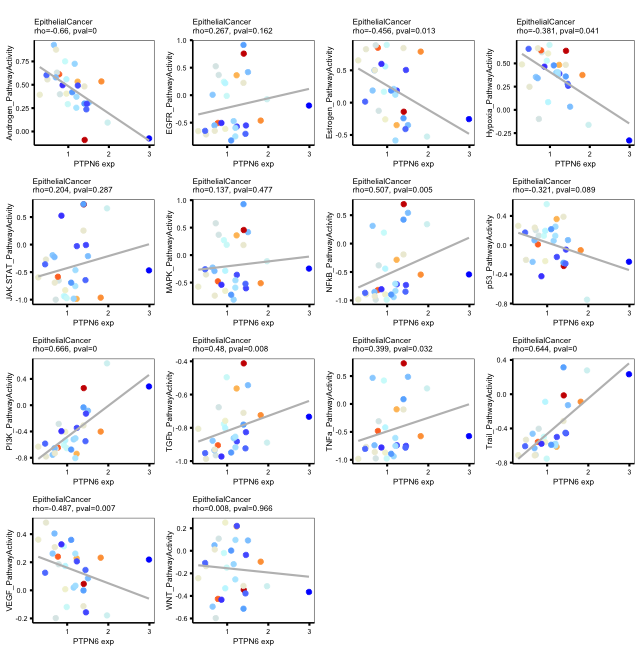 EpithelialCancer
rho=-0.66, pval=0
Androgen_PathwayActivity
0.75
0.50
0.25
0.00
1
2
3
PTPN6 exp
EpithelialCancer
rho=0.267, pval=0.162
EGFR_PathwayActivity
1.0
0.5
0.0
-0.5
1
2
3
PTPN6 exp
EpithelialCancer
rho=-0.456, pval=0.013
Estrogen_PathwayActivity
0.5
0.0
-0.5
1
2
3
PTPN6 exp
EpithelialCancer
rho=-0.381, pval=0.041
Hypoxia_PathwayActivity
0.50
0.25
0.00
-0.25
1
2
3
PTPN6 exp
EpithelialCancer
rho=0.204, pval=0.287
JAK.STAT_PathwayActivity
0.5
0.0
-0.5
-1.0
1
2
3
PTPN6 exp
EpithelialCancer
rho=0.137, pval=0.477
MAPK_PathwayActivity
1.0
0.5
0.0
-0.5
1
2
3
PTPN6 exp
EpithelialCancer
rho=0.507, pval=0.005
NFkB_PathwayActivity
0.5
0.0
-0.5
-1.0
1
2
3
PTPN6 exp
EpithelialCancer
rho=-0.321, pval=0.089
p53_PathwayActivity
0.4
0.0
-0.4
-0.8
1
2
3
PTPN6 exp
EpithelialCancer
rho=0.666, pval=0
PI3K_PathwayActivity
0.4
0.0
-0.4
-0.8
1
2
3
PTPN6 exp
EpithelialCancer
rho=0.48, pval=0.008
TGFb_PathwayActivity
-0.4
-0.6
-0.8
-1.0
1
2
3
PTPN6 exp
EpithelialCancer
rho=0.399, pval=0.032
TNFa_PathwayActivity
0.5
0.0
-0.5
-1.0
1
2
3
PTPN6 exp
EpithelialCancer
rho=0.644, pval=0
Trail_PathwayActivity
0.4
0.0
-0.4
-0.8
1
2
3
PTPN6 exp
EpithelialCancer
rho=-0.487, pval=0.007
VEGF_PathwayActivity
0.4
0.2
0.0
-0.2
1
2
3
PTPN6 exp
EpithelialCancer
rho=0.008, pval=0.966
WNT_PathwayActivity
0.2
0.0
-0.2
-0.4
-0.6
1
2
3
PTPN6 exp